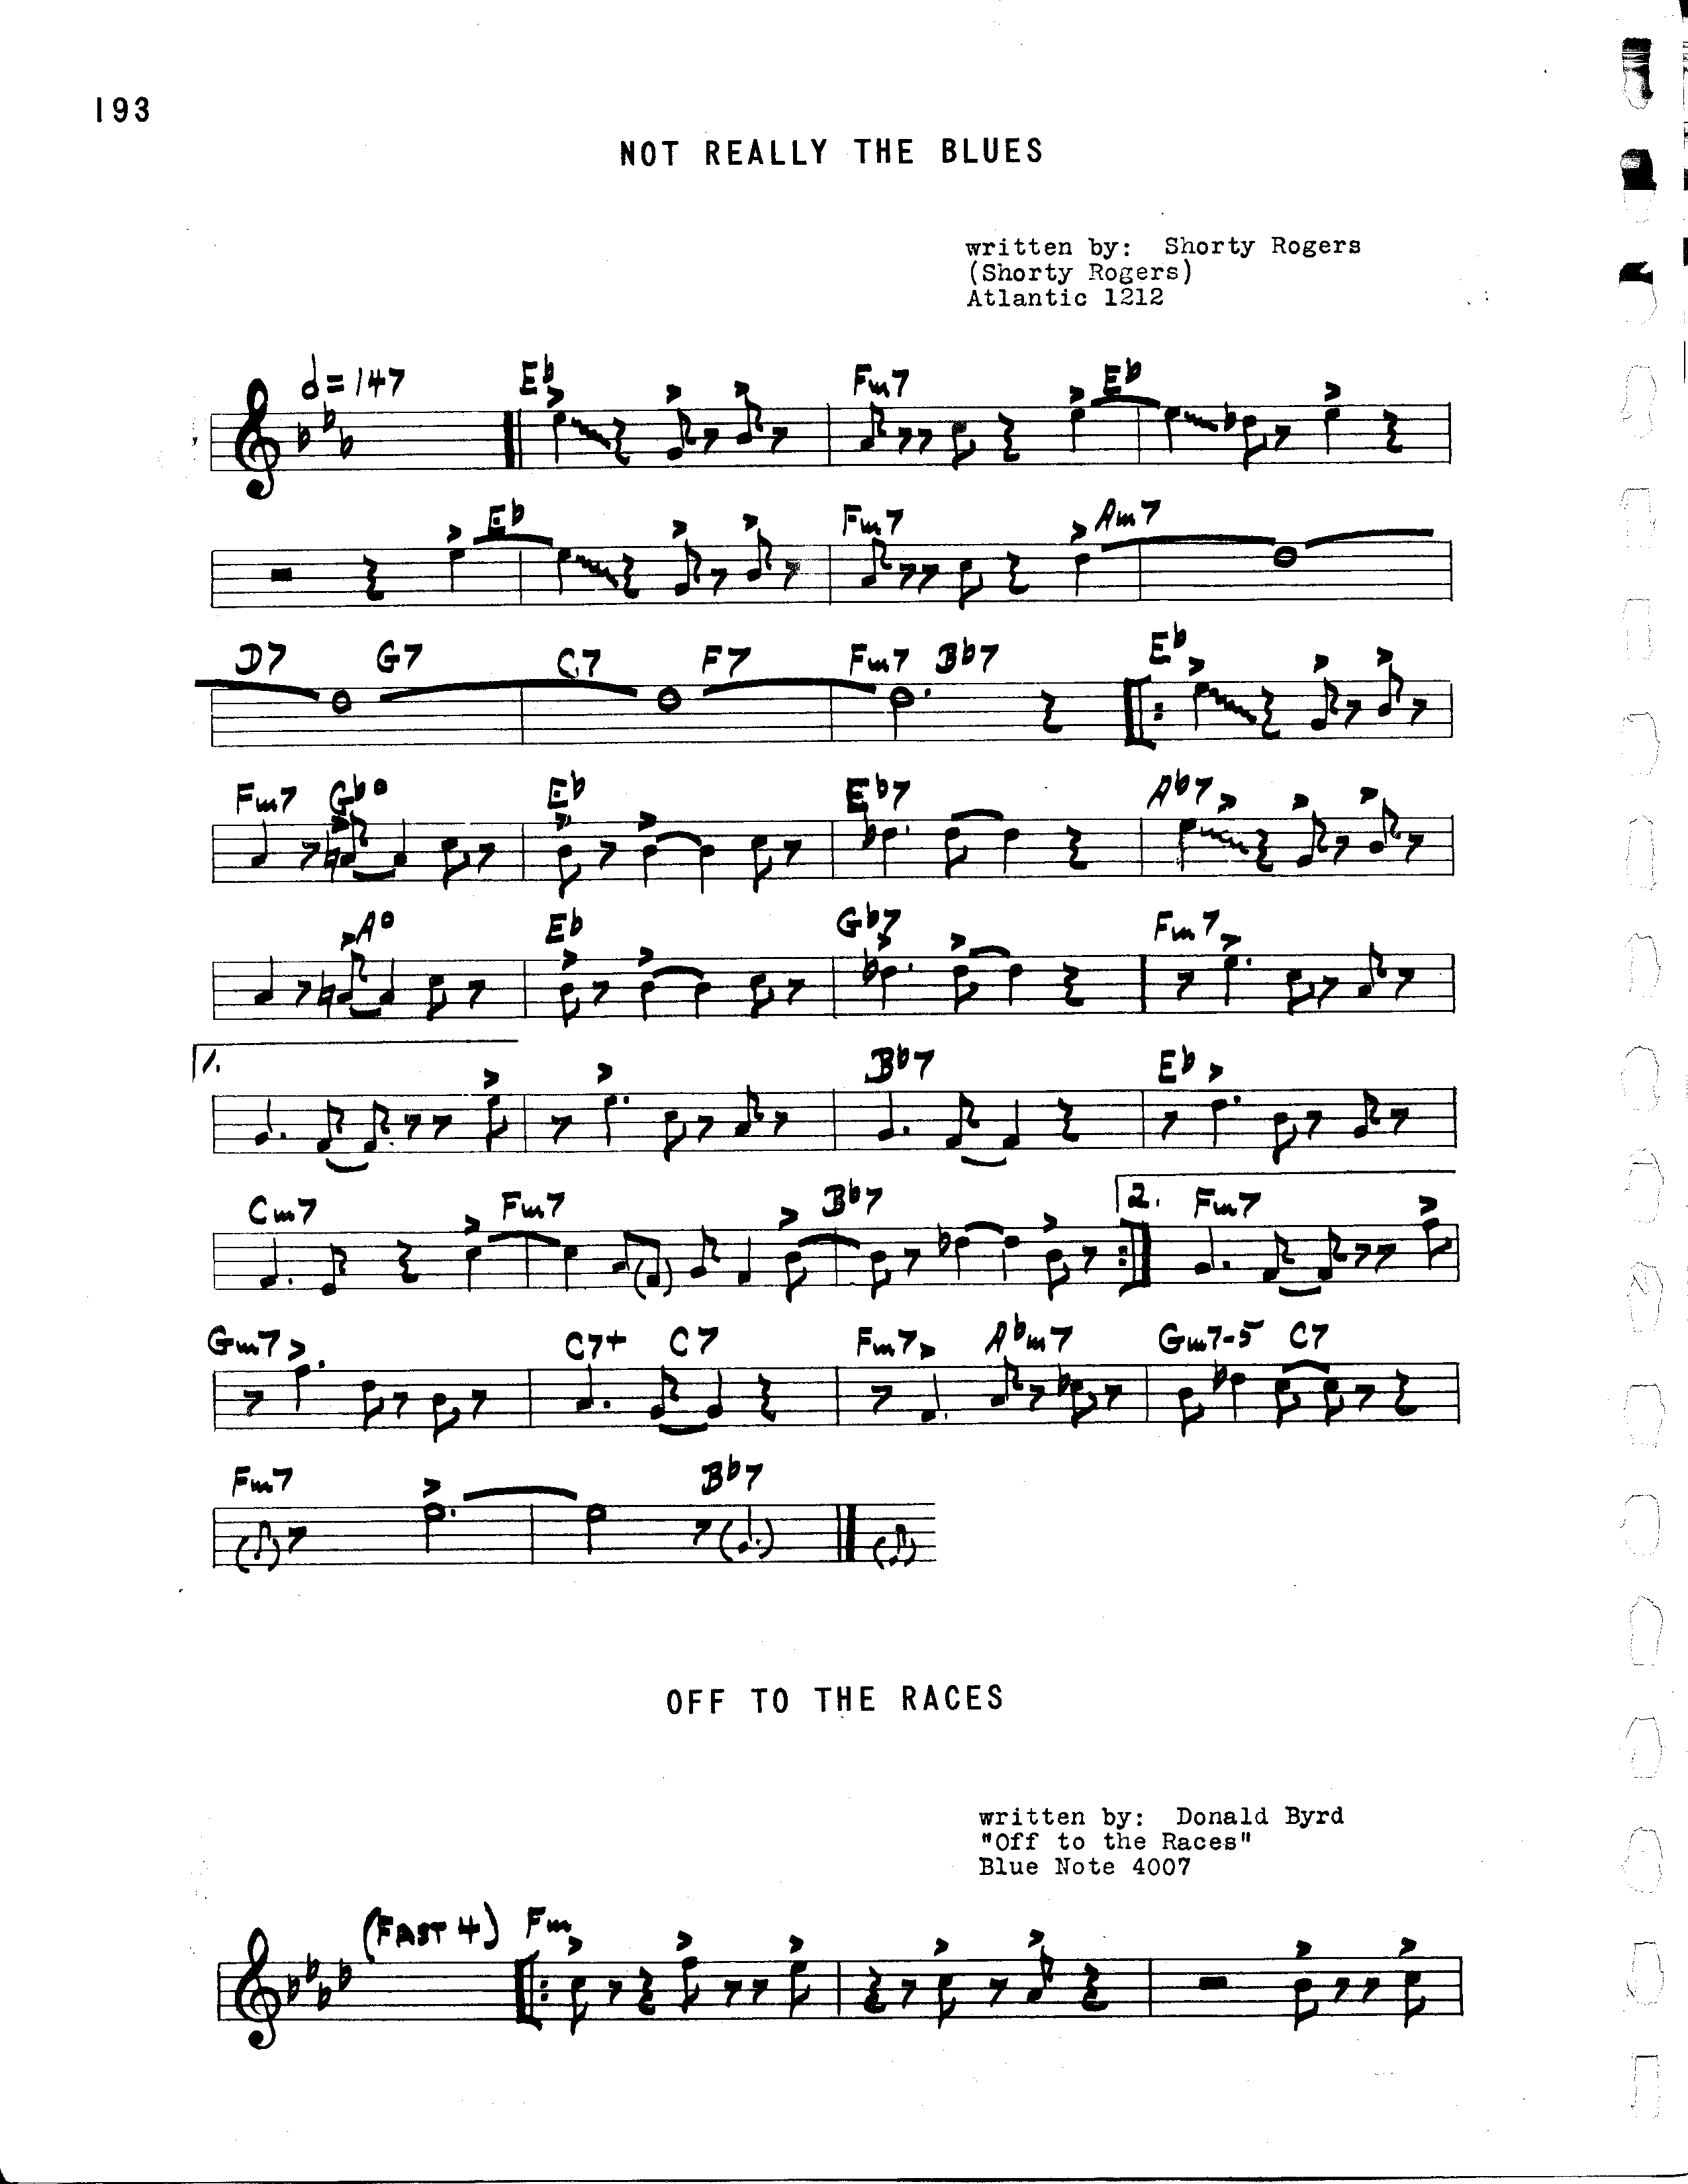 193
NOT REALLY THE BLUES
written by: Shorty Rogers
(Shorty Rogers)
Atlantic 1212
𝅗𝅥=147 E♭ Fm7 E♭
E♭ Fm7 Am7
D7 G7 C7 F7 Fm7 Bb7 E♭
Fm7 G♭o E♭ E♭7 A♭7
Ao E♭ G♭7 Fm7
1.
B♭7 E♭
Cm7 Fm7 B♭7 2. Fm7
Gm7 C7+ C7 Fm7 A♭m7 Gm7-5 C7
Fm7 B♭7
OFF TO THE RACES
written by: Donald Byrd
"Off to the Races"
Blue Note 4007
(FAST 4) Fm